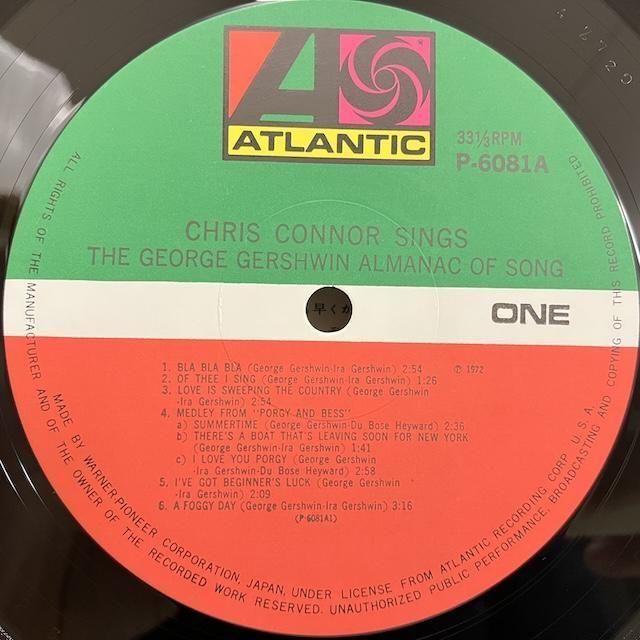 ATLANTIC
33⅓RPM
P-6081A
CHRIS CONNOR SINGS
THE GEORGE GERSHWIN ALMANAC OF SONG
早くか
ONE
1. BLA BLA BLA (George Gershwin-Ira Gershwin) 2:54
℗ 1972
2. OF THEE I SING (George Gershwin-Ira Gershwin) 1:26
3. LOVE IS SWEEPING THE COUNTRY (George Gershwin
-Ira Gershwin) 2:54
4. MEDLEY FROM "PORGY AND BESS"
a) SUMMERTIME (George Gershwin-Du Bose Heyward) 2:36
b) THERE'S A BOAT THAT'S LEAVING SOON FOR NEW YORK
(George Gershwin-Ira Gershwin) 1:41
c) I LOVE YOU PORGY (George Gershwin
-Ira Gershwin-Du Bose Heyward) 2:58
5. I'VE GOT BEGINNER'S LUCK (George Gershwin
-Ira Gershwin) 2:09
6. A FOGGY DAY (George Gershwin-Ira Gershwin) 3:16
(P-6081A1)
ALL RIGHTS OF THE MANUFACTURER AND OF THE OWNER OF THE RECORDED WORK RESERVED. UNAUTHORIZED PUBLIC PERFORMANCE, BROADCASTING AND COPYING OF THIS RECORD PROHIBITED
MADE BY WARNER-PIONEER CORPORATION, JAPAN, UNDER LICENSE FROM ATLANTIC RECORDING CORP. U.S.A.